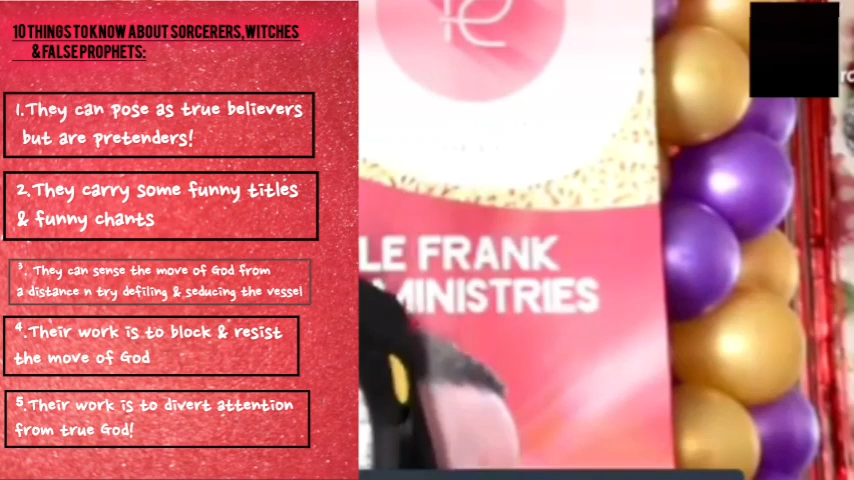 10 THINGS TO KNOW ABOUT SORCERERS, WITCHES
& FALSE PROPHETS:
1.They can pose as true believers
but are pretenders!
2.They carry some funny titles
& funny chants
3. They can sense the move of God from
a distance n try defiling & seducing the vessel
4.Their work is to block & resist
the move of God
5.Their work is to divert attention
from true God!
LE FRANK
MINISTRIES